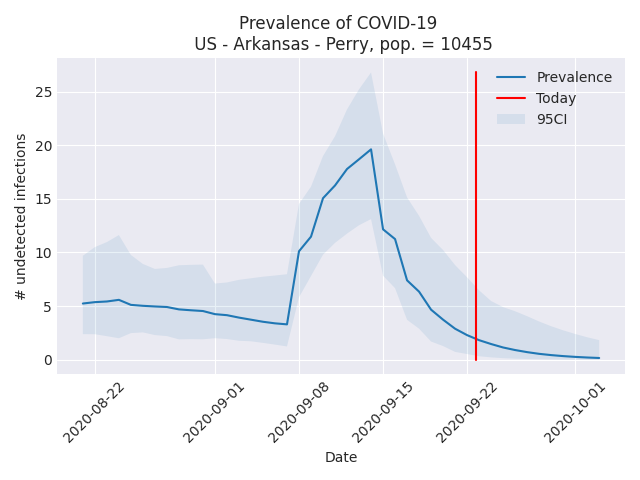 Prevalence of COVID-19
US - Arkansas - Perry, pop. = 10455
Prevalence
Today
95CI
# undetected infections
25
20
15
10
5
0
2020-08-22
2020-09-01
2020-09-08
2020-09-15
2020-09-22
2020-10-01
Date